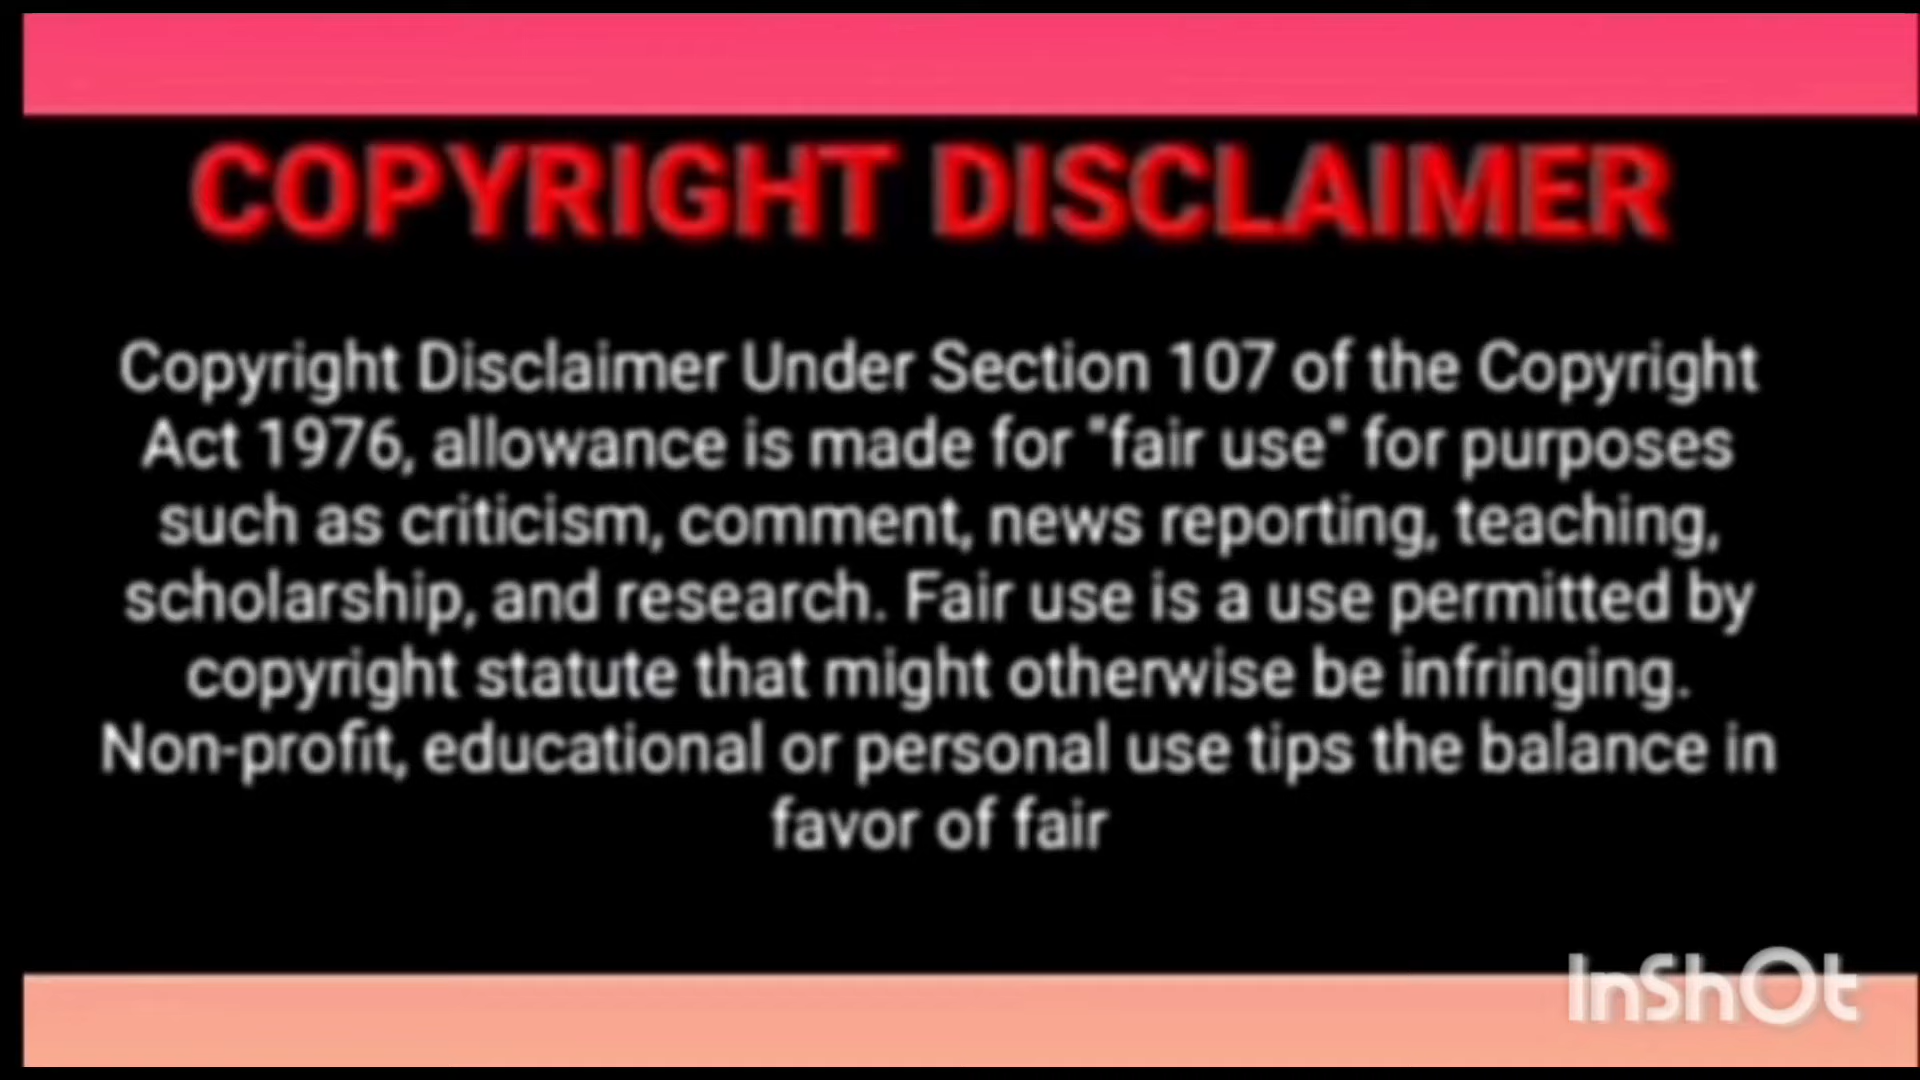 COPYRIGHT DISCLAIMER
Copyright Disclaimer Under Section 107 of the Copyright
Act 1976, allowance is made for "fair use" for purposes
such as criticism, comment, news reporting, teaching,
scholarship, and research. Fair use is a use permitted by
copyright statute that might otherwise be infringing.
Non-profit, educational or personal use tips the balance in
favor of fair
InShOt